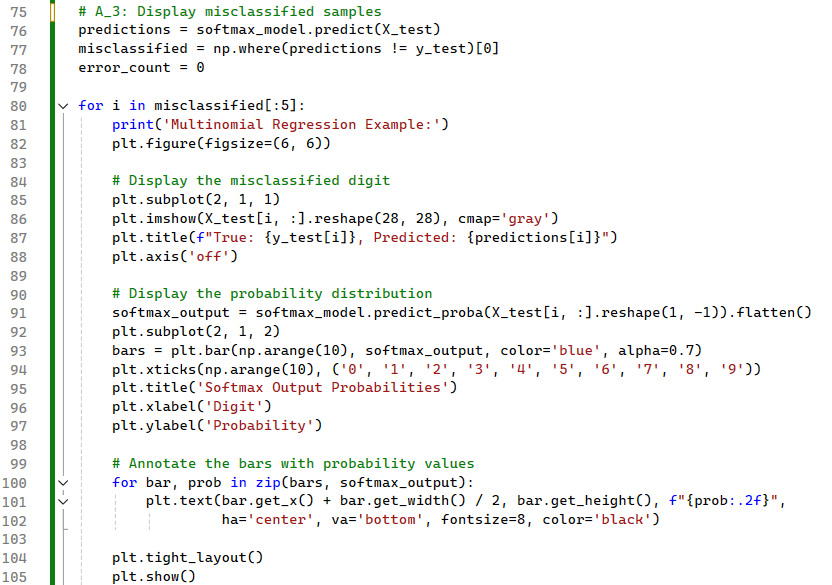 75 # A_3: Display misclassified samples
76 predictions = softmax_model.predict(X_test)
77 misclassified = np.where(predictions != y_test)[0]
78 error_count = 0
79
80 for i in misclassified[:5]:
81     print('Multinomial Regression Example:')
82     plt.figure(figsize=(6, 6))
83
84     # Display the misclassified digit
85     plt.subplot(2, 1, 1)
86     plt.imshow(X_test[i, :].reshape(28, 28), cmap='gray')
87     plt.title(f"True: {y_test[i]}, Predicted: {predictions[i]}")
88     plt.axis('off')
89
90     # Display the probability distribution
91     softmax_output = softmax_model.predict_proba(X_test[i, :].reshape(1, -1)).flatten()
92     plt.subplot(2, 1, 2)
93     bars = plt.bar(np.arange(10), softmax_output, color='blue', alpha=0.7)
94     plt.xticks(np.arange(10), ('0', '1', '2', '3', '4', '5', '6', '7', '8', '9'))
95     plt.title('Softmax Output Probabilities')
96     plt.xlabel('Digit')
97     plt.ylabel('Probability')
98
99     # Annotate the bars with probability values
100     for bar, prob in zip(bars, softmax_output):
101         plt.text(bar.get_x() + bar.get_width() / 2, bar.get_height(), f"{prob:.2f}",
102                  ha='center', va='bottom', fontsize=8, color='black')
103
104     plt.tight_layout()
105     plt.show()